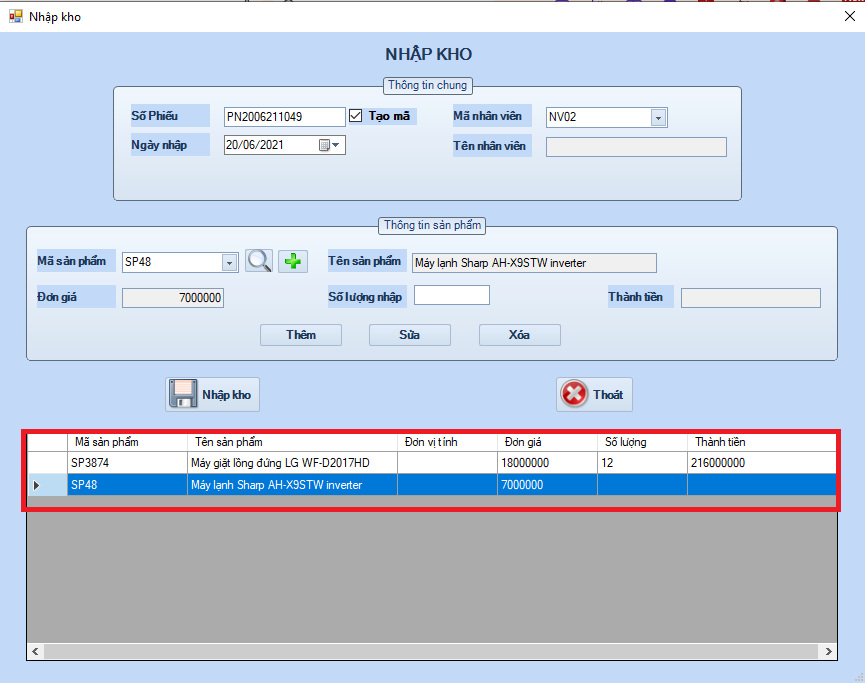 Nhập kho
NHẬP KHO
Thông tin chung
Số Phiếu PN2006211049 Tạo mã Mã nhân viên NV02
Ngày nhập 20/06/2021 Tên nhân viên
Thông tin sản phẩm
Mã sản phẩm SP48 Tên sản phẩm Máy lạnh Sharp AH-X9STW inverter
Đơn giá 7000000 Số lượng nhập Thành tiền
Thêm Sửa Xóa
Nhập kho Thoát
Mã sản phẩm Tên sản phẩm Đơn vị tính Đơn giá Số lượng Thành tiền
SP3874 Máy giặt lồng đứng LG WF-D2017HD 18000000 12 216000000
SP48 Máy lạnh Sharp AH-X9STW inverter 7000000